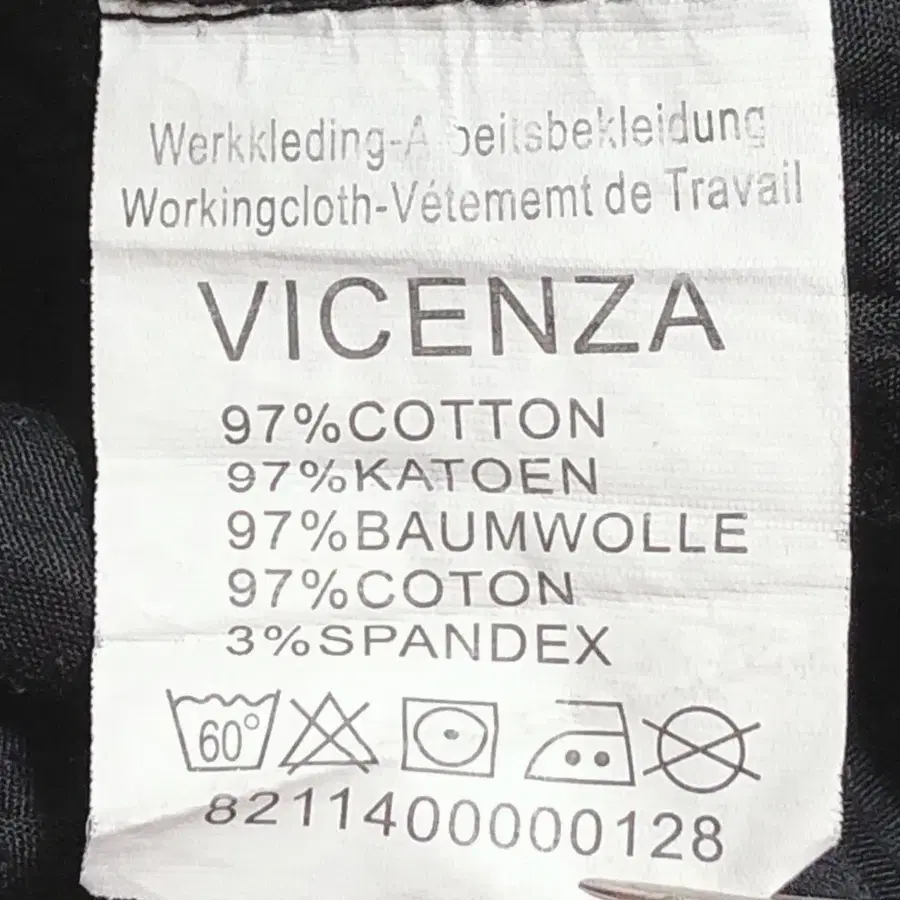 Werkkleding-A beitsbekleidung
Workingcloth-Vétememt de Travail
VICENZA
97%COTTON
97%KATOEN
97%BAUMWOLLE
97%COTON
3%SPANDEX
60°
8211400000128